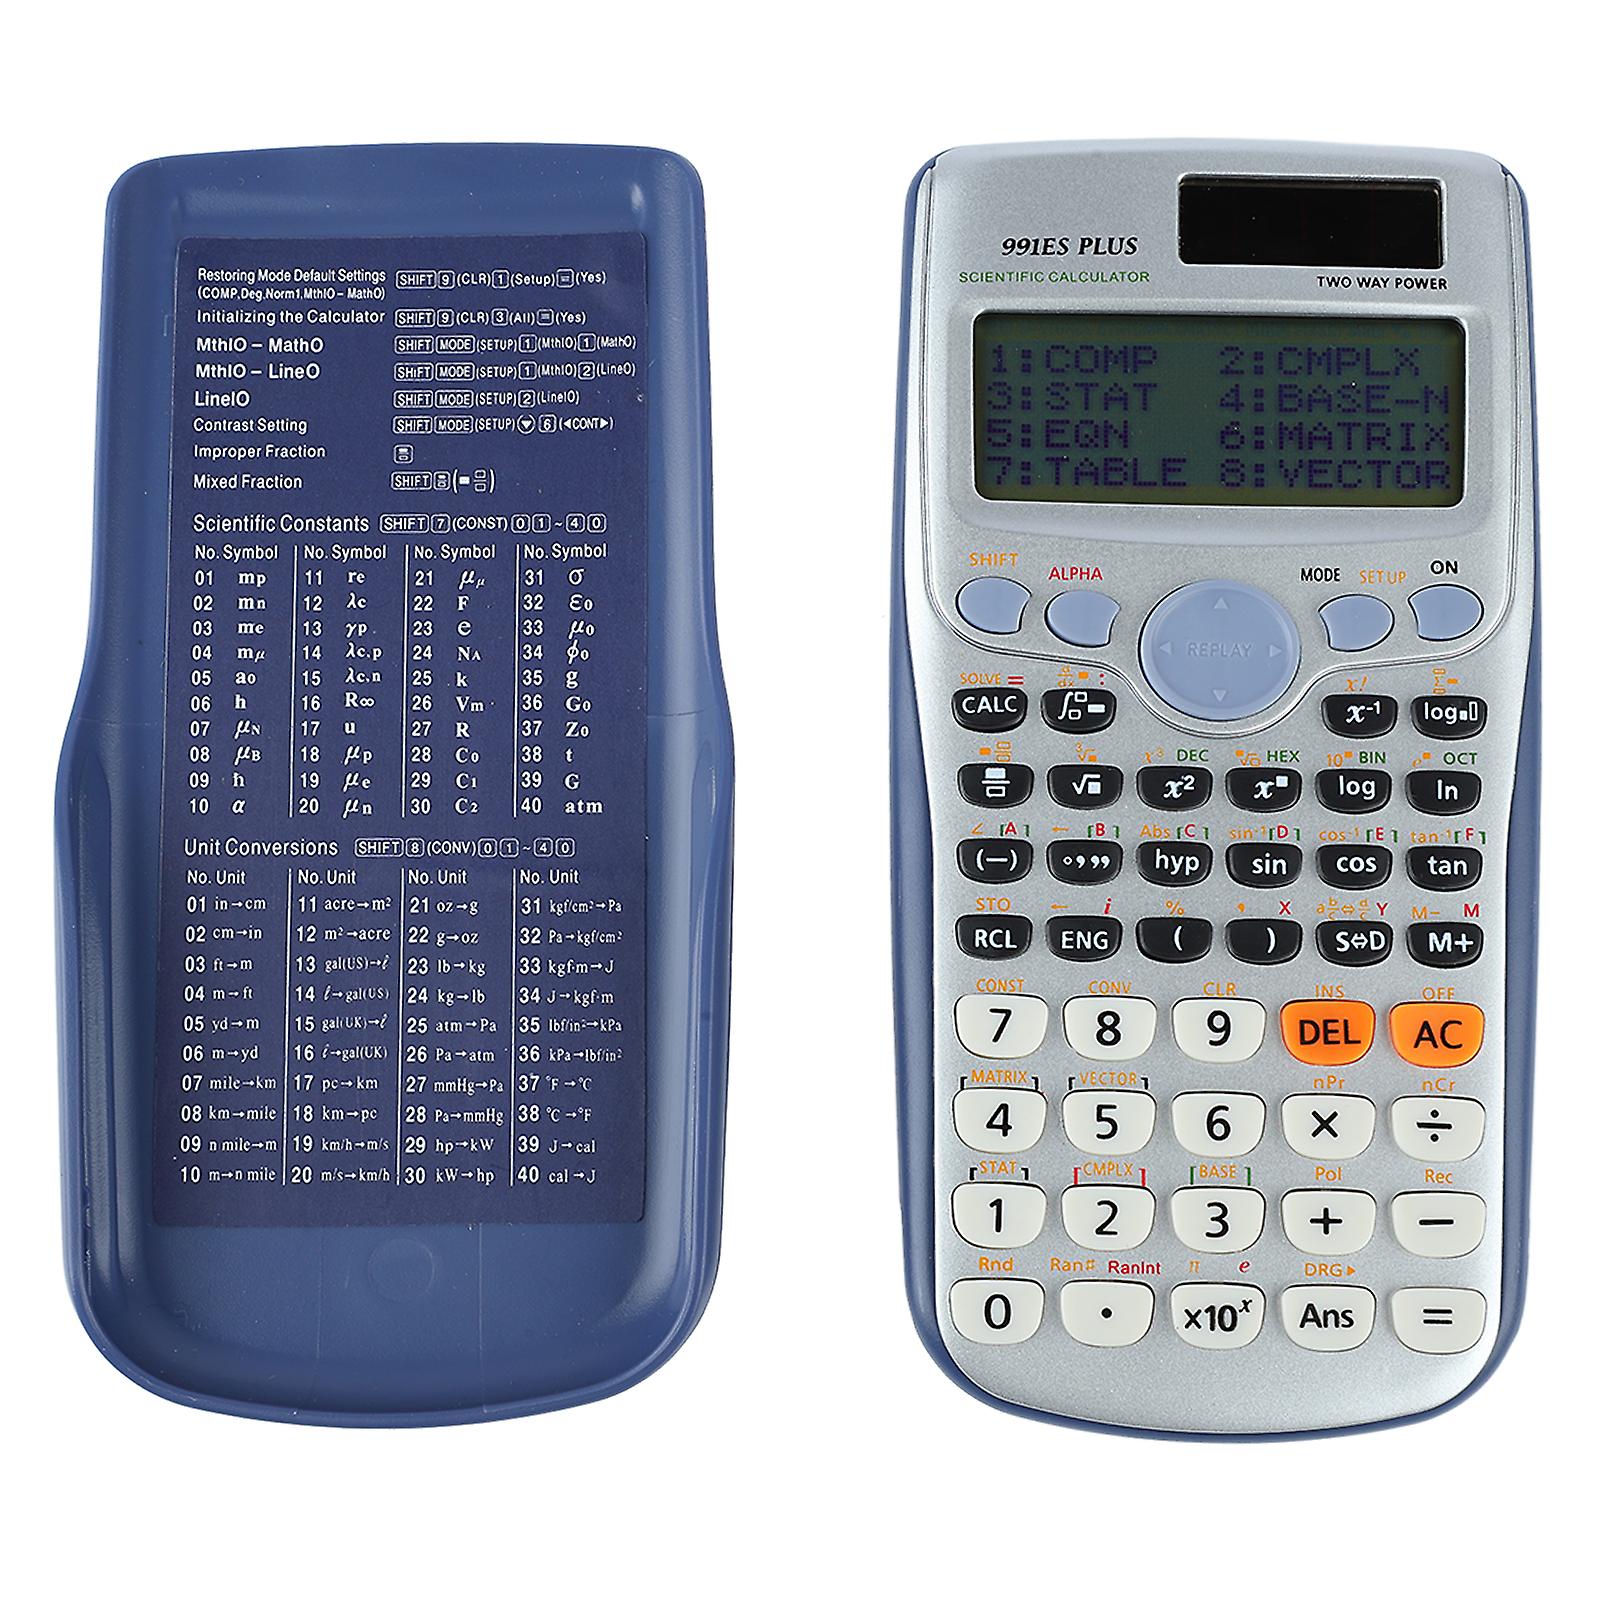 Restoring Mode Default Settings SHIFT 9 (CLR) 1 (Setup) = (Yes)
(COMP,Deg,Norm1,MthIO – MathO)
Initializing the Calculator SHIFT 9 (CLR) 3 (All) = (Yes)
MthIO – MathO SHIFT MODE (SETUP) 1 (MthIO) 1 (MathO)
MthIO – LineO SHIFT MODE (SETUP) 1 (MthIO) 2 (LineO)
LineIO SHIFT MODE (SETUP) 2 (LineIO)
Contrast Setting SHIFT MODE (SETUP) ▼ 6 (◀CONT▶)
Improper Fraction
Mixed Fraction SHIFT
Scientific Constants SHIFT 7 (CONST) 0 1 ~ 4 0
No. Symbol No. Symbol No. Symbol No. Symbol
01 mp 11 re 21 μμ 31 σ
02 mn 12 λc 22 F 32 ε0
03 me 13 γp 23 e 33 μ0
04 mμ 14 λc.p 24 NA 34 ϕ0
05 a0 15 λc.n 25 k 35 g
06 h 16 R∞ 26 Vm 36 G0
07 μN 17 u 27 R 37 Z0
08 μB 18 μp 28 C0 38 t
09 ħ 19 μe 29 C1 39 G
10 α 20 μn 30 C2 40 atm
Unit Conversions SHIFT 8 (CONV) 0 1 ~ 4 0
No. Unit No. Unit No. Unit No. Unit
01 in→cm 11 acre→m² 21 oz→g 31 kgf/cm²→Pa
02 cm→in 12 m²→acre 22 g→oz 32 Pa→kgf/cm²
03 ft→m 13 gal(US)→ℓ 23 lb→kg 33 kgf·m→J
04 m→ft 14 ℓ→gal(US) 24 kg→lb 34 J→kgf·m
05 yd→m 15 gal(UK)→ℓ 25 atm→Pa 35 lbf/in²→kPa
06 m→yd 16 ℓ→gal(UK) 26 Pa→atm 36 kPa→lbf/in²
07 mile→km 17 pc→km 27 mmHg→Pa 37 °F→°C
08 km→mile 18 km→pc 28 Pa→mmHg 38 °C→°F
09 n mile→m 19 km/h→m/s 29 hp→kW 39 J→cal
10 m→n mile 20 m/s→km/h 30 kW→hp 40 cal→J
991ES PLUS
SCIENTIFIC CALCULATOR
TWO WAY POWER
1:COMP 2:CMPLX
3:STAT 4:BASE-N
5:EQN 6:MATRIX
7:TABLE 8:VECTOR
SHIFT ALPHA MODE SETUP ON
◀ REPLAY ▶
SOLVE = d/dx : x!
CALC ∫ x⁻¹ log
³√ x³ DEC √ HEX 10■ BIN e■ OCT
√■ x² x■ log ln
∠ A ← B Abs C sin⁻¹ D cos⁻¹ E tan⁻¹ F
(−) °,,, hyp sin cos tan
STO ← i % , X a b/c⇔d/c Y M− M
RCL ENG ( ) S⇔D M+
CONST CONV CLR INS OFF
7 8 9 DEL AC
MATRIX VECTOR nPr nCr
4 5 6 × ÷
STAT CMPLX BASE Pol Rec
1 2 3 + −
Rnd Ran# RanInt π e DRG▶
0 • ×10ˣ Ans =